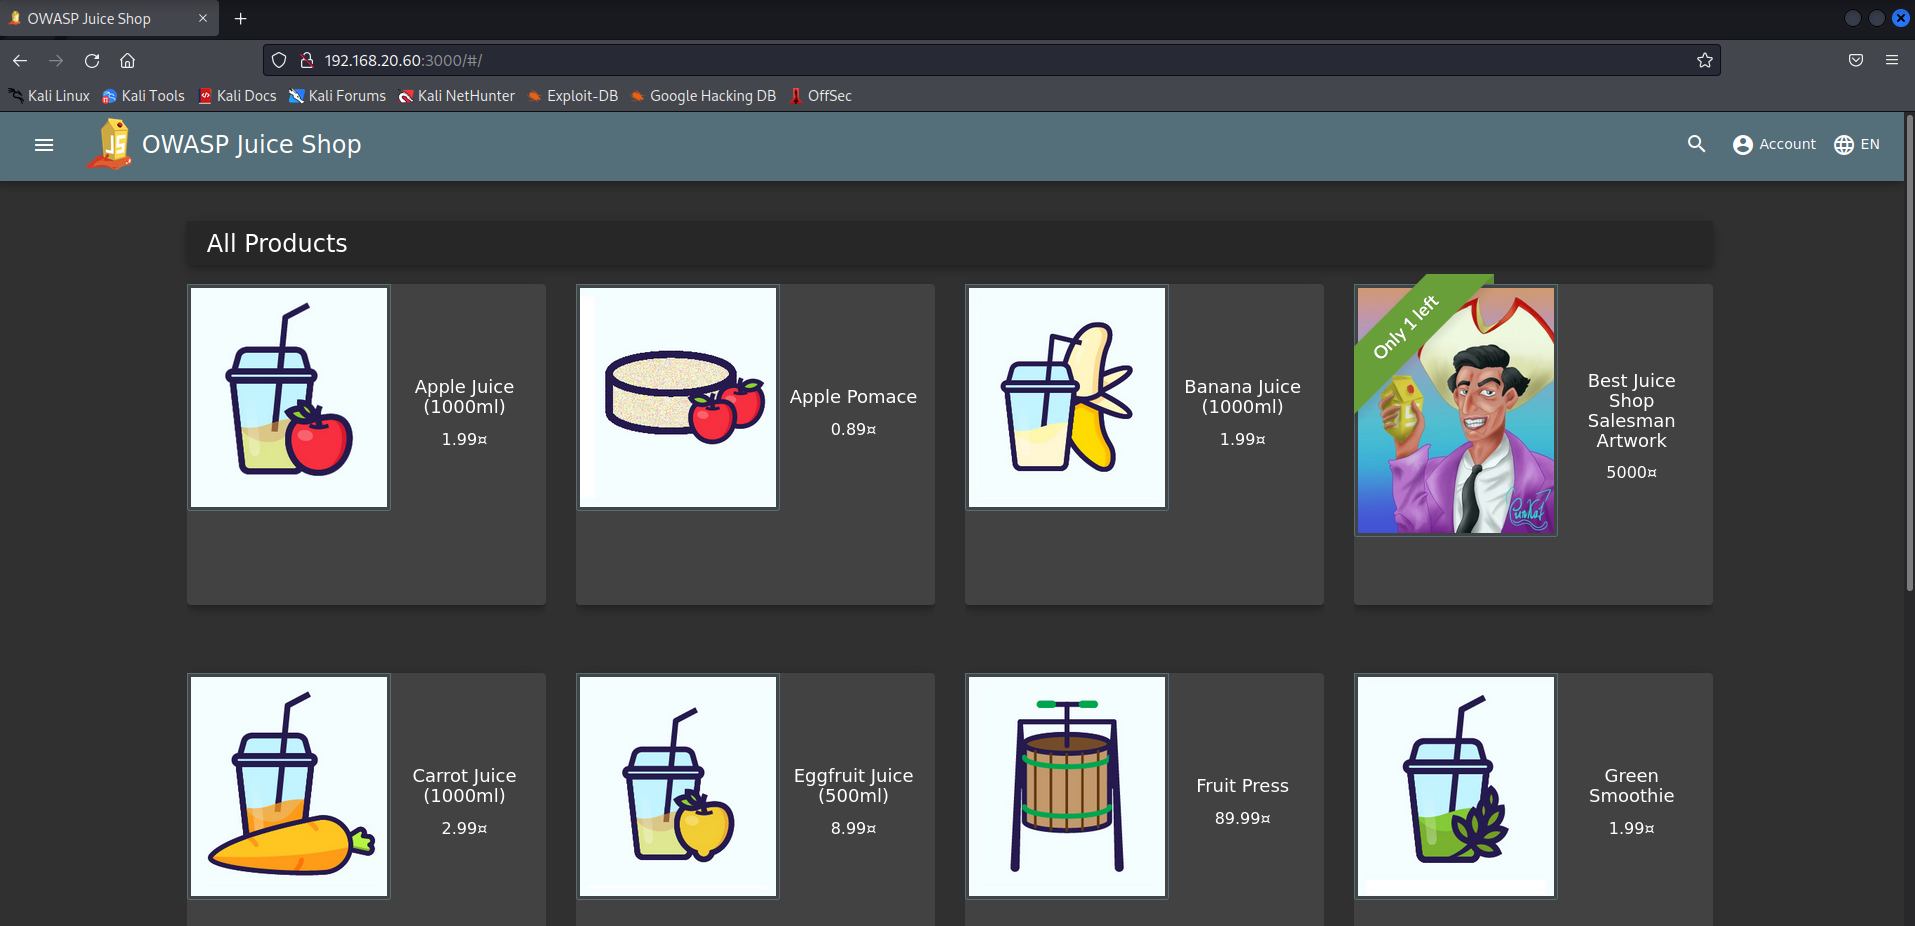 OWASP Juice Shop
192.168.20.60:3000/#/
Kali Linux Kali Tools Kali Docs Kali Forums Kali NetHunter Exploit-DB Google Hacking DB OffSec
JS OWASP Juice Shop Account EN
All Products
Only 1 left
Apple Juice
(1000ml)
1.99¤
Apple Pomace
0.89¤
Banana Juice
(1000ml)
1.99¤
Best Juice
Shop
Salesman
Artwork
5000¤
Carrot Juice
(1000ml)
2.99¤
Eggfruit Juice
(500ml)
8.99¤
Fruit Press
89.99¤
Green
Smoothie
1.99¤